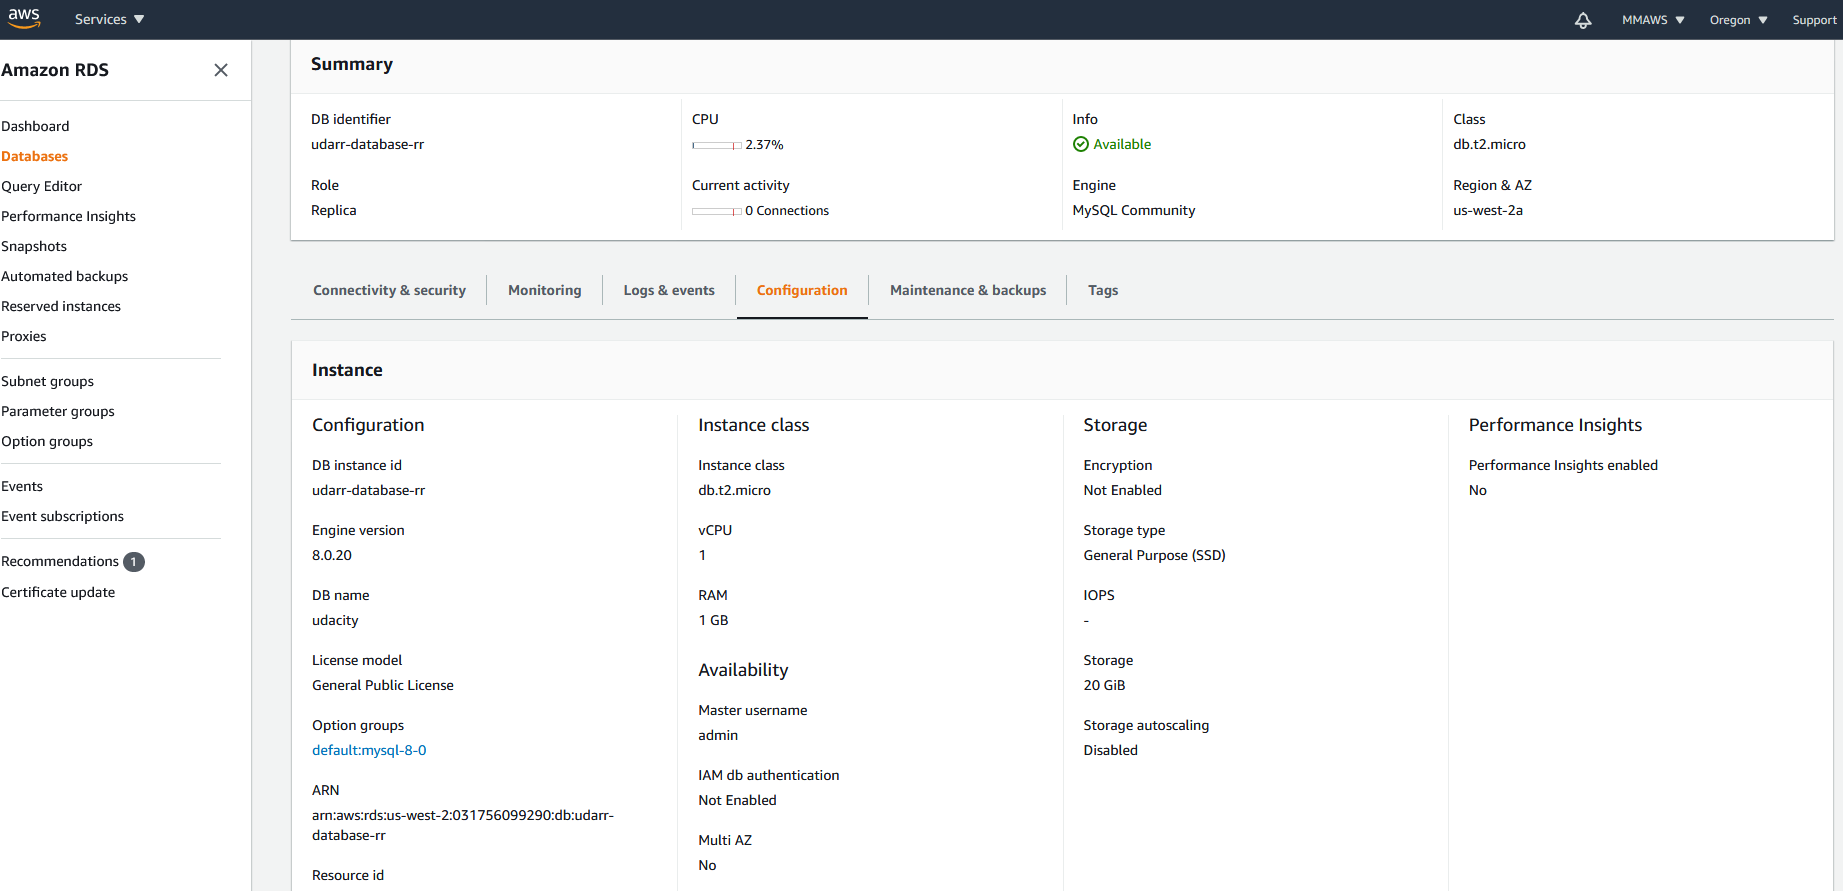 aws
Services
MMAWS
Oregon
Support
Amazon RDS
Dashboard
Databases
Query Editor
Performance Insights
Snapshots
Automated backups
Reserved instances
Proxies
Subnet groups
Parameter groups
Option groups
Events
Event subscriptions
Recommendations 1
Certificate update
Summary
DB identifier
udarr-database-rr
Role
Replica
CPU
2.37%
Current activity
0 Connections
Info
Available
Engine
MySQL Community
Class
db.t2.micro
Region & AZ
us-west-2a
Connectivity & security
Monitoring
Logs & events
Configuration
Maintenance & backups
Tags
Instance
Configuration
DB instance id
udarr-database-rr
Engine version
8.0.20
DB name
udacity
License model
General Public License
Option groups
default:mysql-8-0
ARN
arn:aws:rds:us-west-2:031756099290:db:udarr-
database-rr
Resource id
Instance class
Instance class
db.t2.micro
vCPU
1
RAM
1 GB
Availability
Master username
admin
IAM db authentication
Not Enabled
Multi AZ
No
Storage
Encryption
Not Enabled
Storage type
General Purpose (SSD)
IOPS
-
Storage
20 GiB
Storage autoscaling
Disabled
Performance Insights
Performance Insights enabled
No